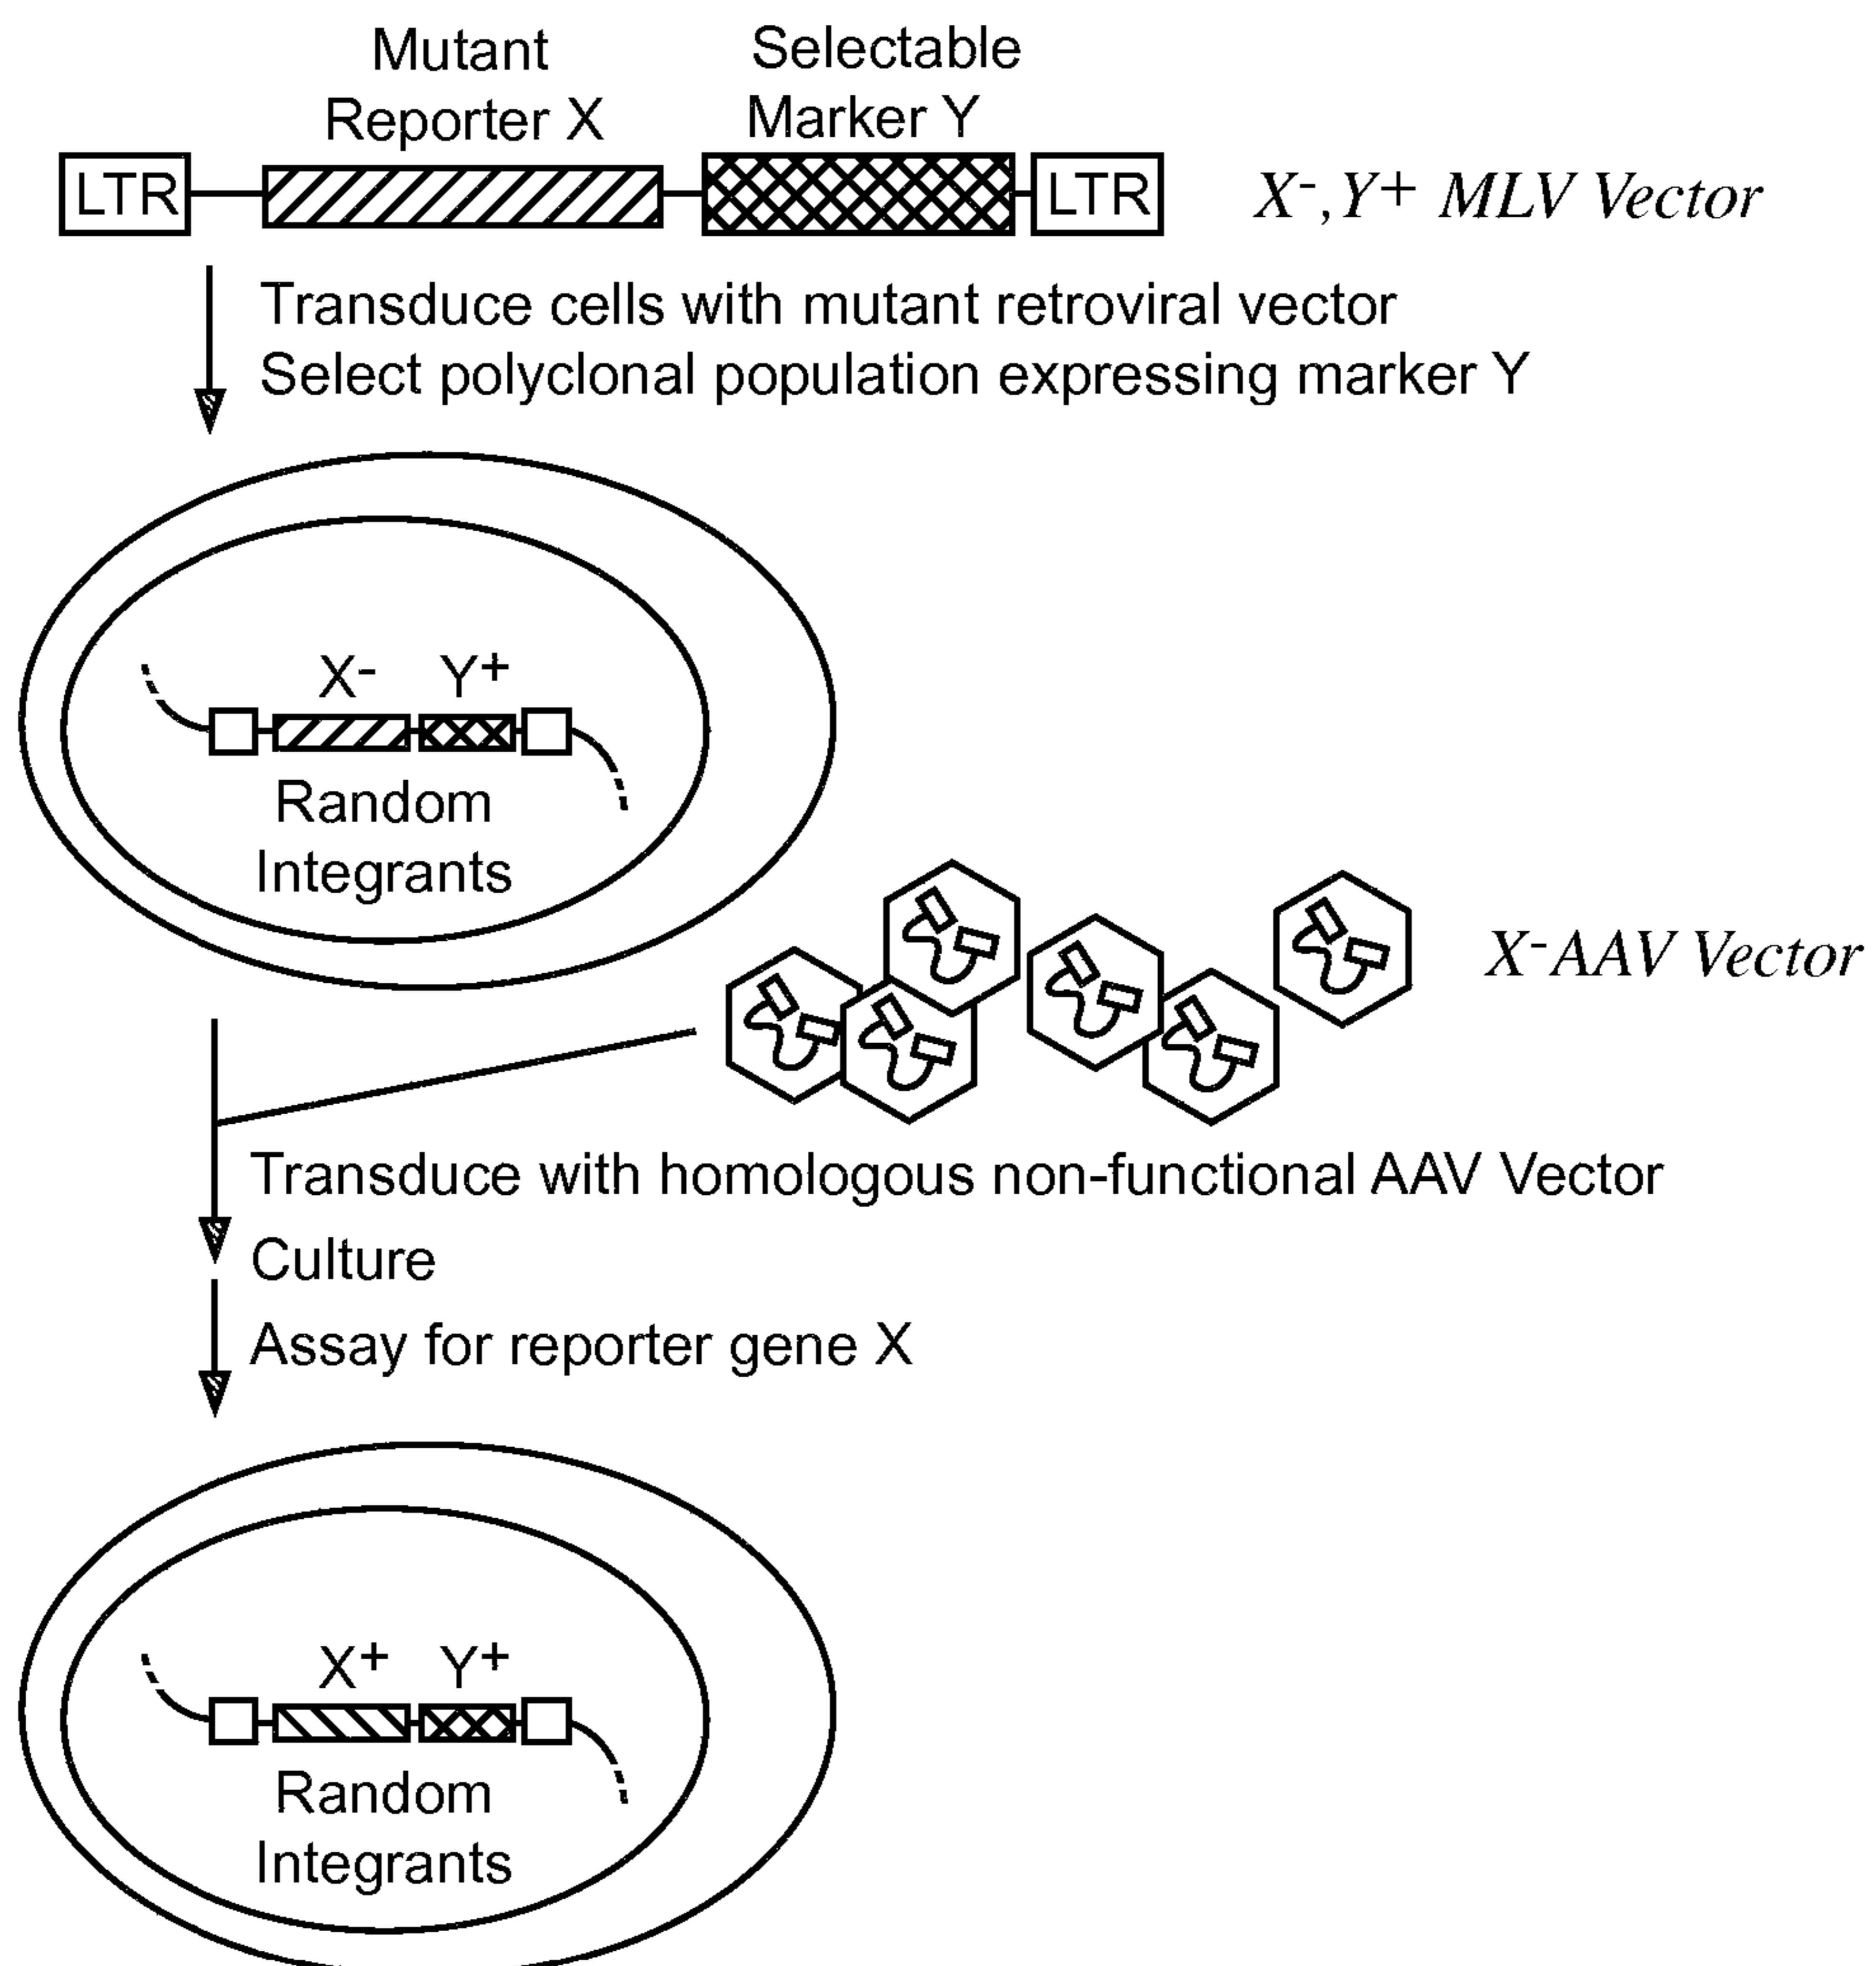 Mutant
Reporter X
Selectable
Marker Y
LTR
LTR
X-, Y+ MLV Vector
Transduce cells with mutant retroviral vector
Select polyclonal population expressing marker Y
X- Y+
Random
Integrants
X- AAV Vector
Transduce with homologous non-functional AAV Vector
Culture
Assay for reporter gene X
X+ Y+
Random
Integrants